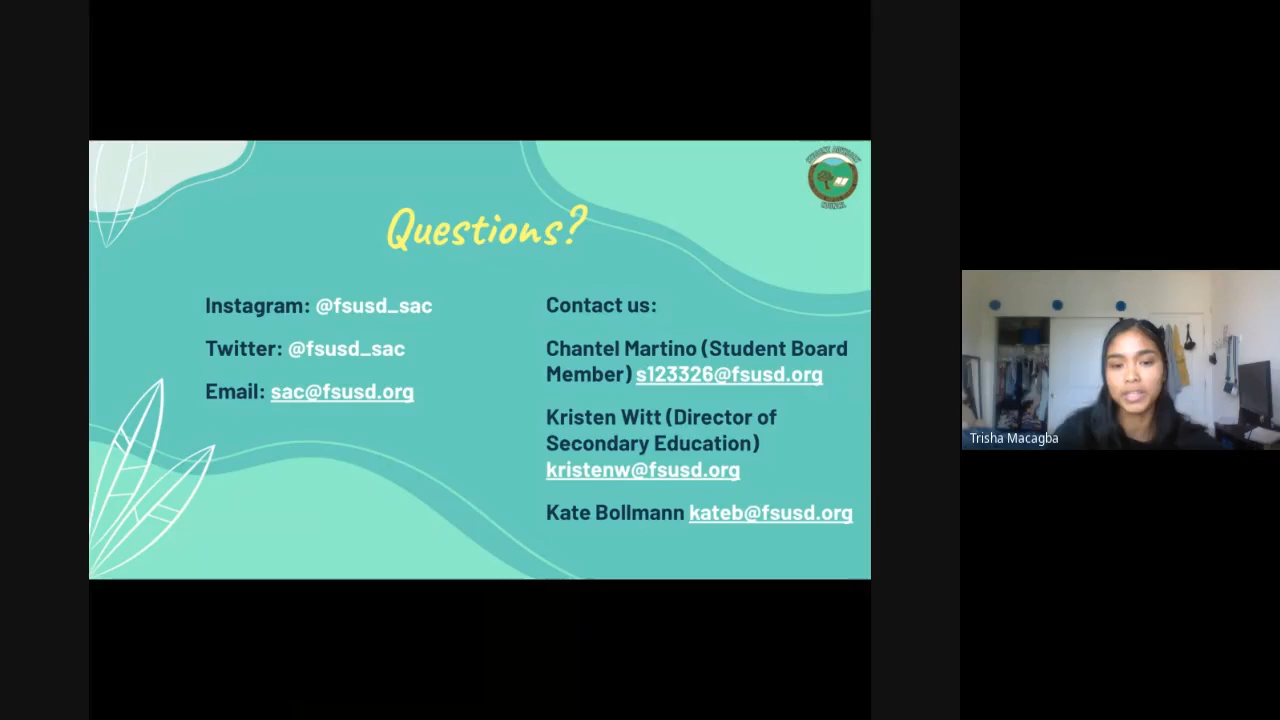 Questions?
Instagram: @fsusd_sac
Twitter: @fsusd_sac
Email: sac@fsusd.org
Contact us:
Chantel Martino (Student Board
Member) s123326@fsusd.org
Kristen Witt (Director of
Secondary Education)
kristenw@fsusd.org
Kate Bollmann kateb@fsusd.org
Trisha Macagba